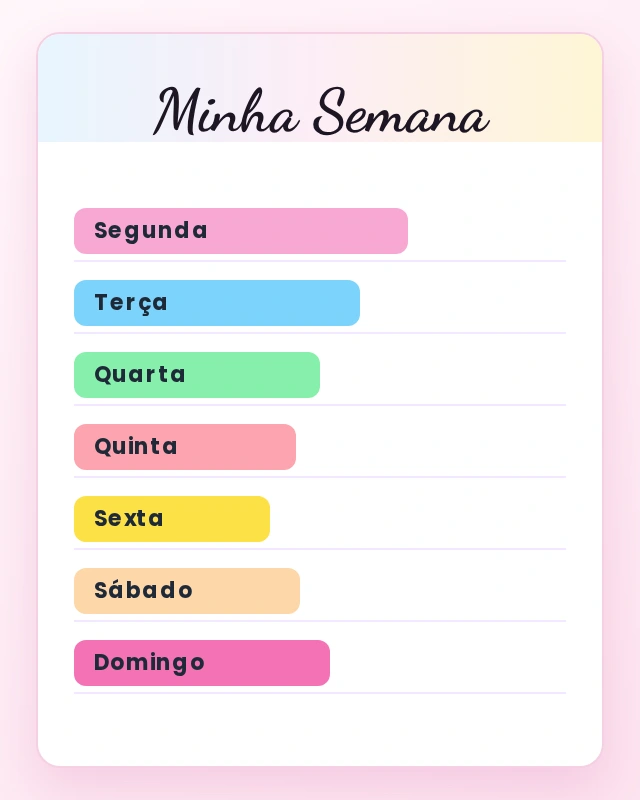 Minha Semana
Segunda
Terça
Quarta
Quinta
Sexta
Sábado
Domingo